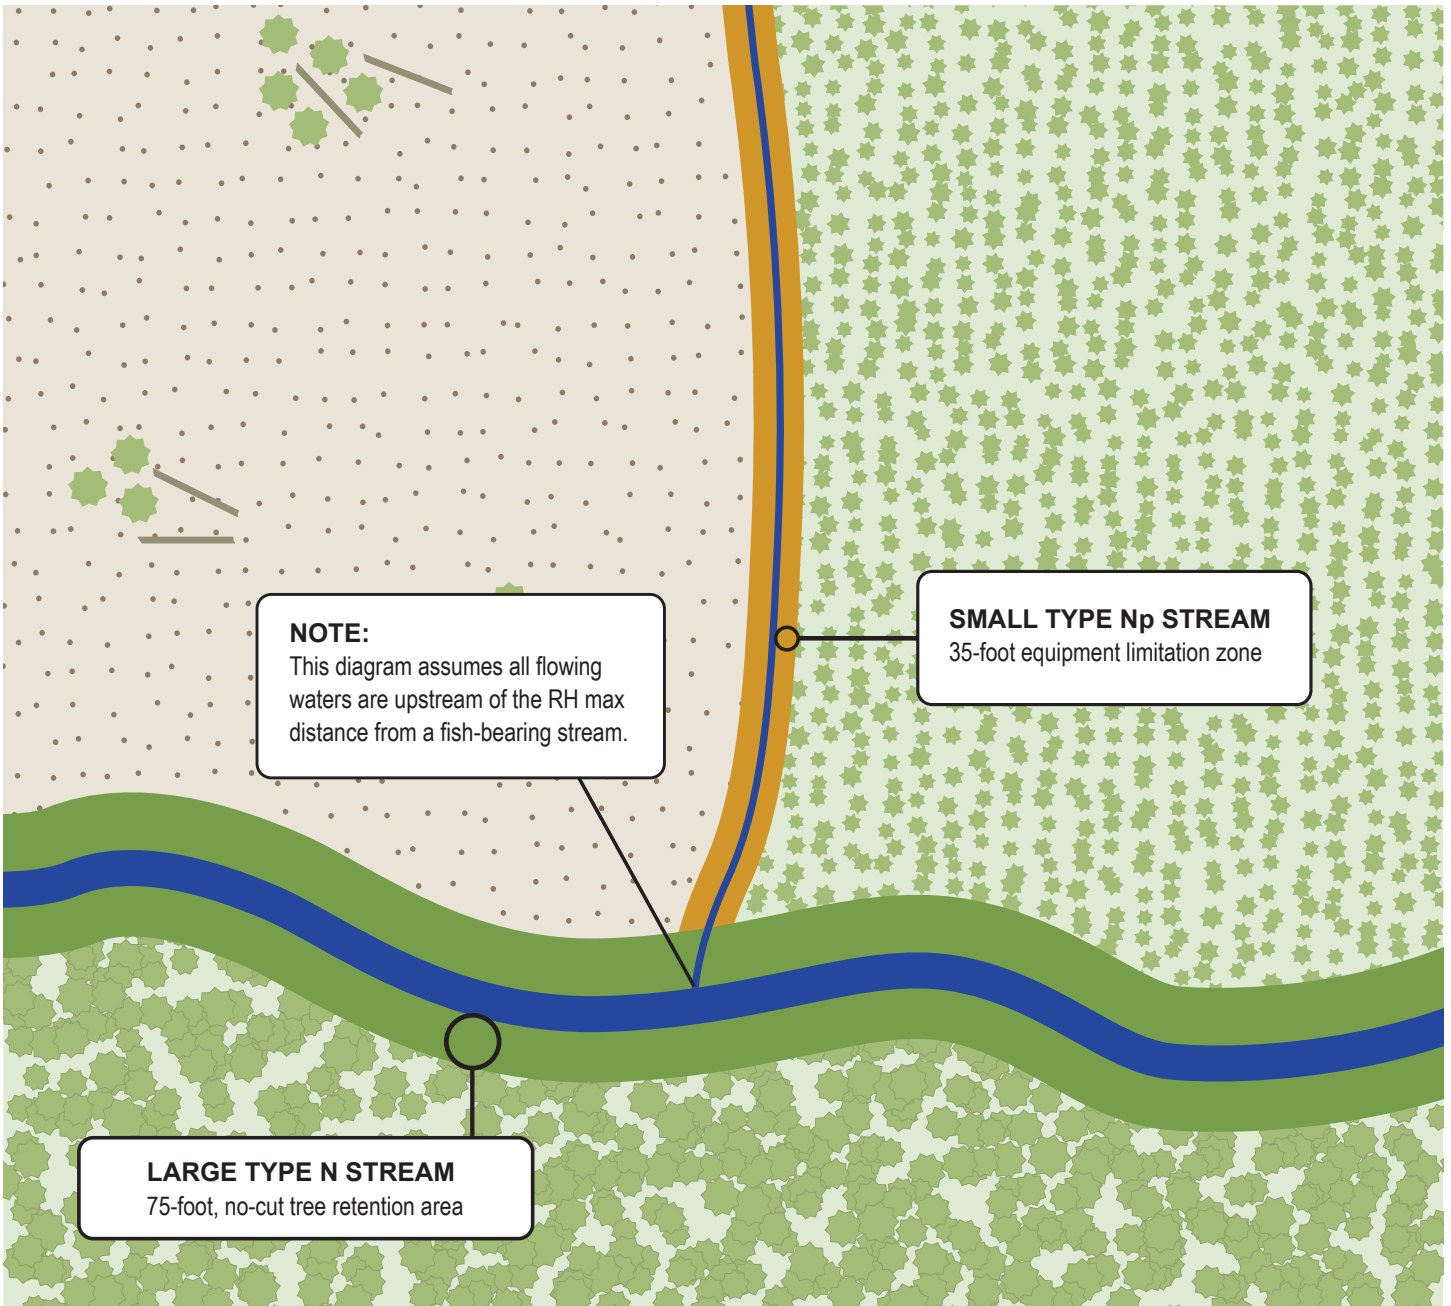 NOTE:
This diagram assumes all flowing
waters are upstream of the RH max
distance from a fish-bearing stream.
SMALL TYPE Np STREAM
35-foot equipment limitation zone
LARGE TYPE N STREAM
75-foot, no-cut tree retention area